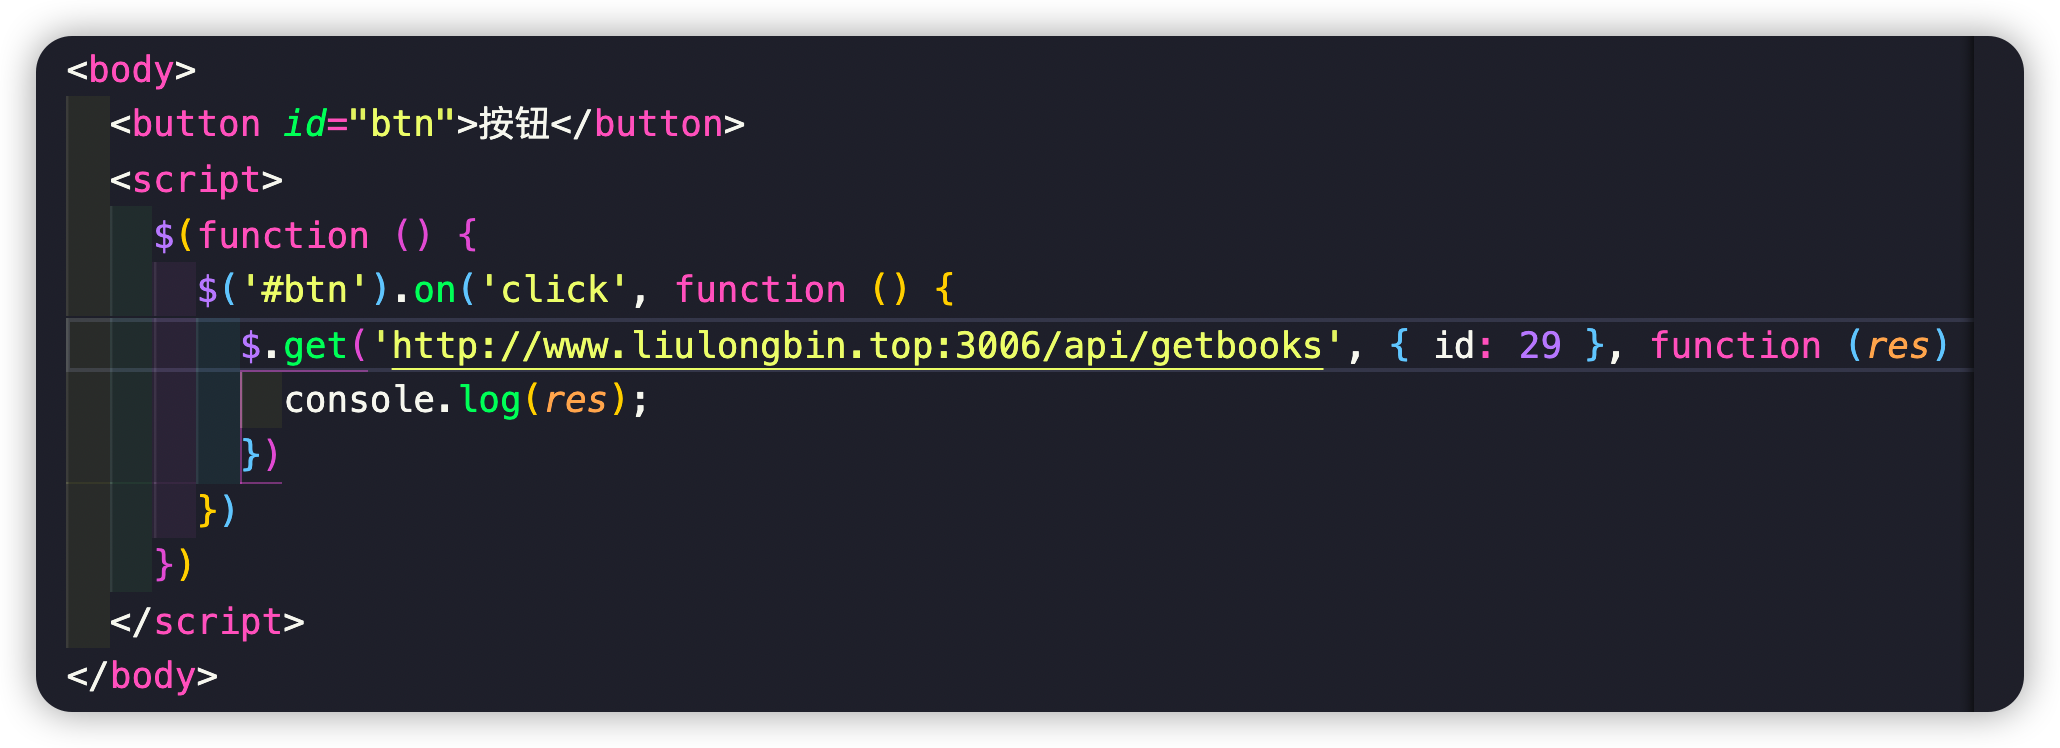 <body>
<button id="btn">按钮</button>
<script>
$(function () {
$('#btn').on('click', function () {
$.get('http://www.liulongbin.top:3006/api/getbooks', { id: 29 }, function (res)
console.log(res);
})
})
})
</script>
</body>